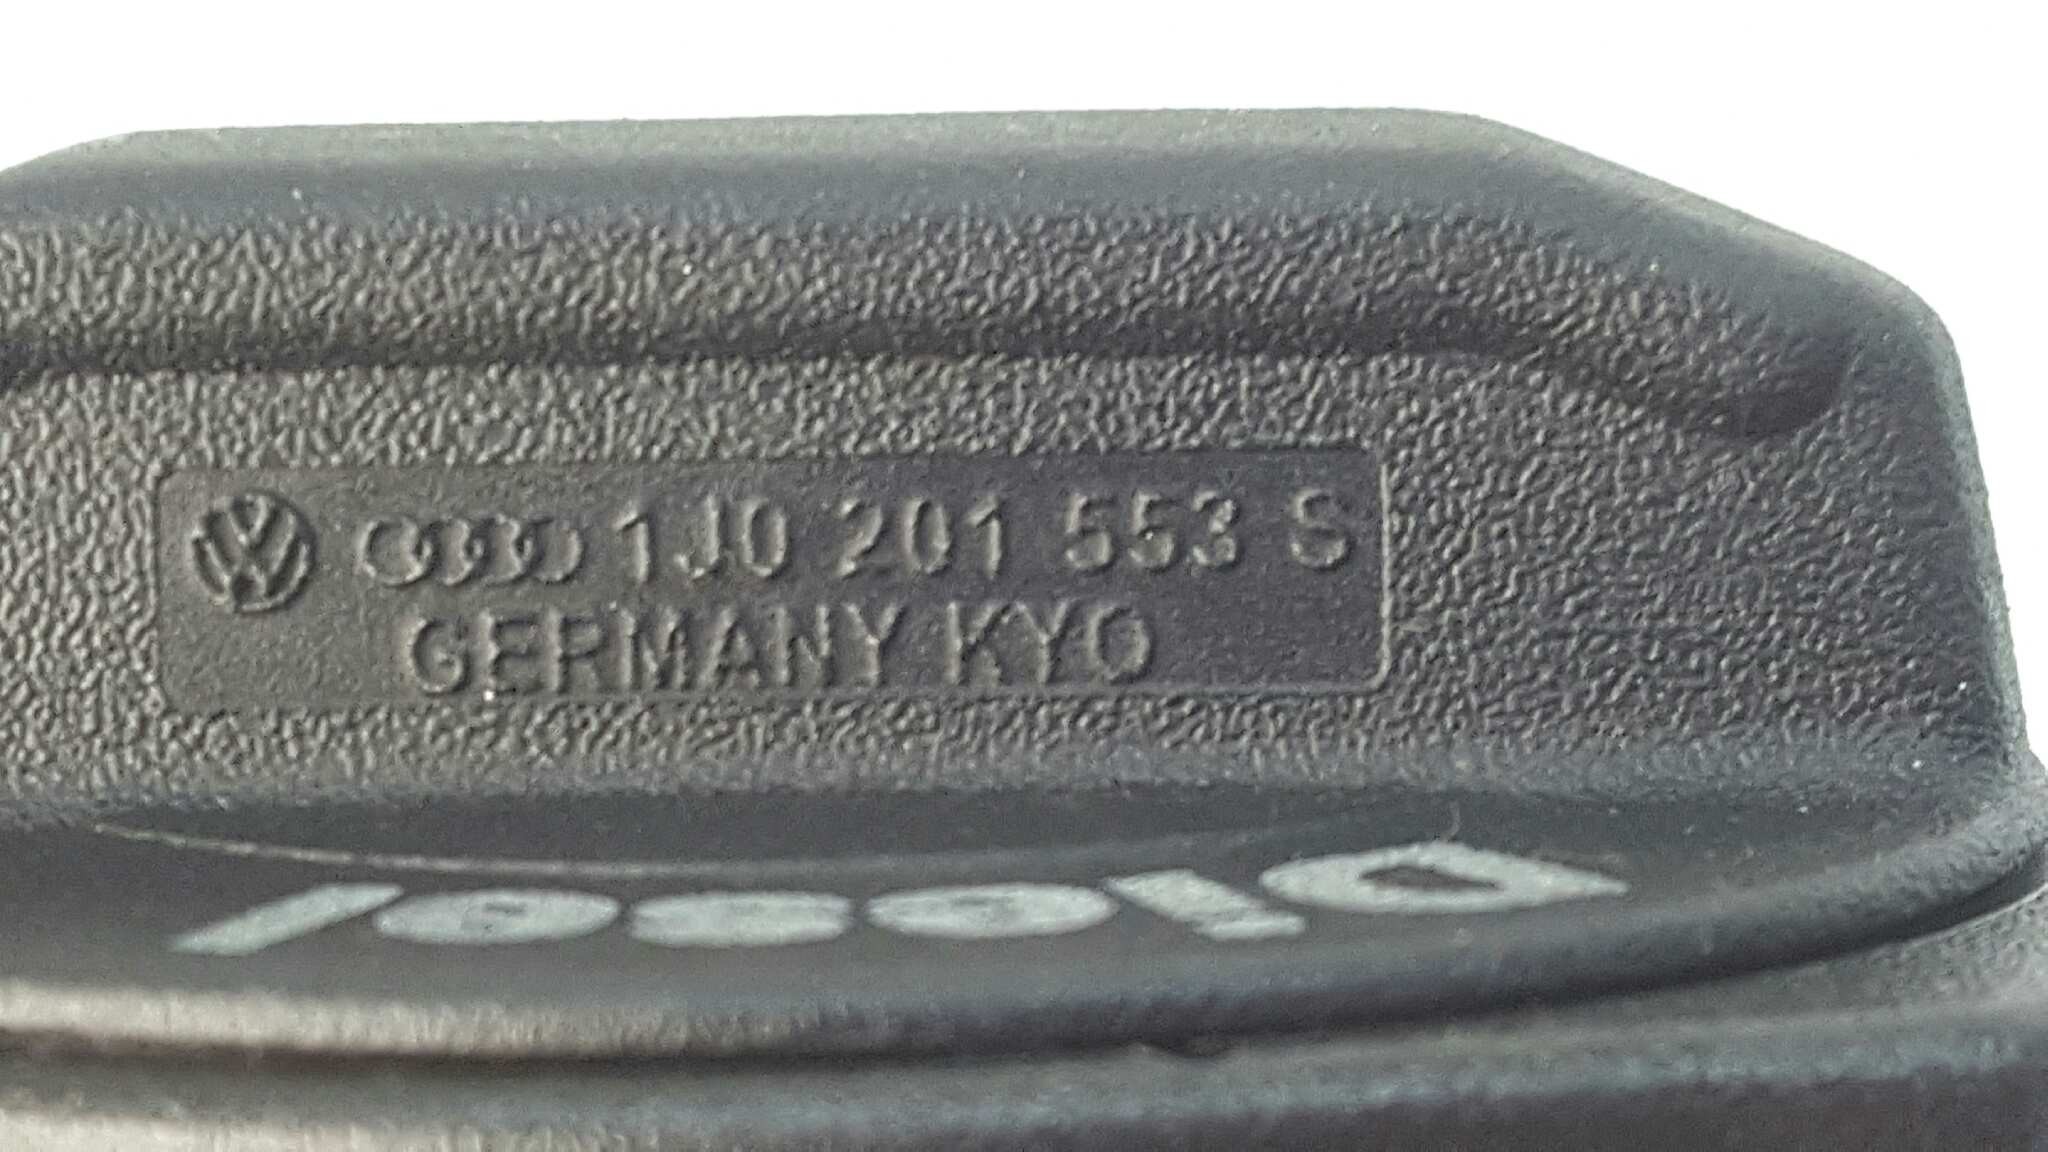 1J0 201 553 S
GERMANY KYO
Diesel